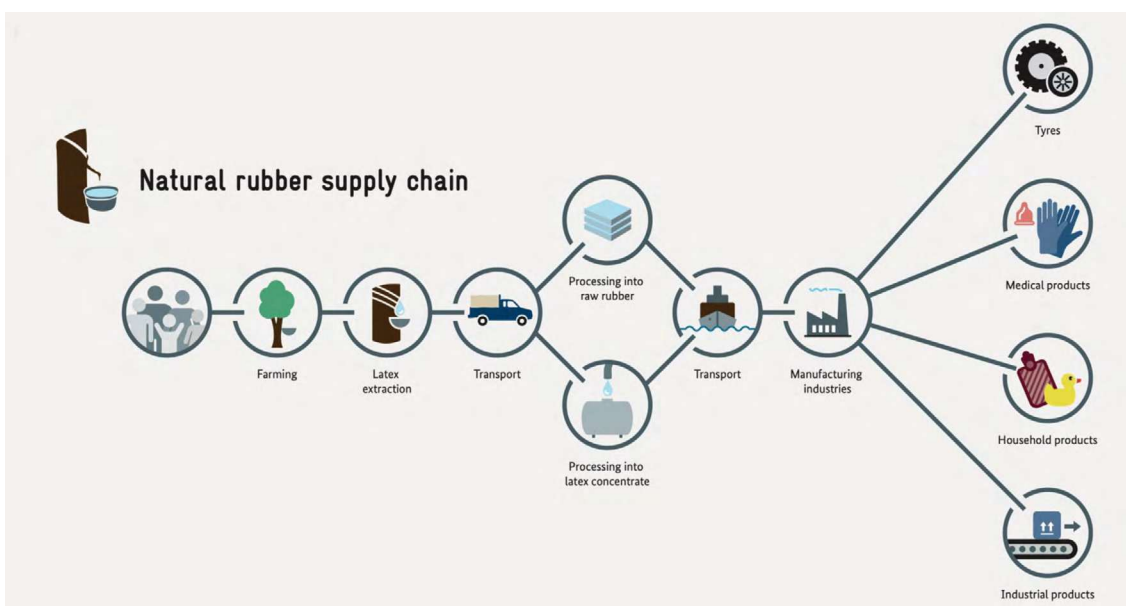 Natural rubber supply chain
Farming
Latex
extraction
Transport
Processing into
raw rubber
Processing into
latex concentrate
Transport
Manufacturing
industries
Tyres
Medical products
Household products
Industrial products